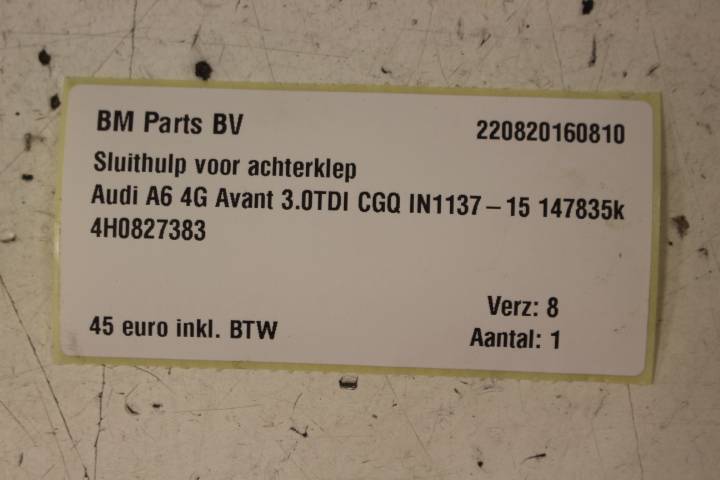 BM Parts BV 220820160810
Sluithulp voor achterklep
Audi A6 4G Avant 3.0TDI CGQ IN1137-15 147835k
4H0827383
Verz: 8
45 euro inkl. BTW Aantal: 1